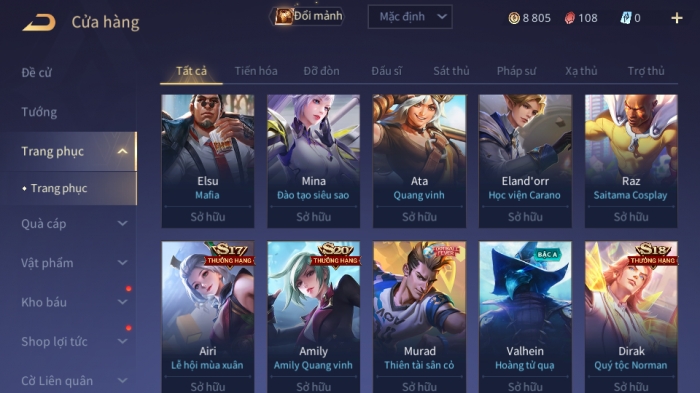 Cửa hàng
Đổi mảnh
Mặc định
8 805
108
0
Đề cử
Tướng
Trang phục
Trang phục
Quà cáp
Vật phẩm
Kho báu
Shop lợi tức
Cờ Liên quân
Tất cả
Tiến hóa
Đỡ đòn
Đấu sĩ
Sát thủ
Pháp sư
Xạ thủ
Trợ thủ
Elsu
Mafia
Sở hữu
Mina
Đào tạo siêu sao
Sở hữu
Ata
Quang vinh
Sở hữu
Eland'orr
Học viện Carano
Sở hữu
Raz
Saitama Cosplay
Sở hữu
S17
THƯỞNG HẠNG
Airi
Lễ hội mùa xuân
Sở hữu
S20
THƯỞNG HẠNG
Amily
Amily Quang vinh
Sở hữu
Murad
Thiên tài sân cỏ
Sở hữu
BẬC A
Valhein
Hoàng tử quạ
Sở hữu
S18
THƯỞNG HẠNG
Dirak
Quý tộc Norman
Sở hữu